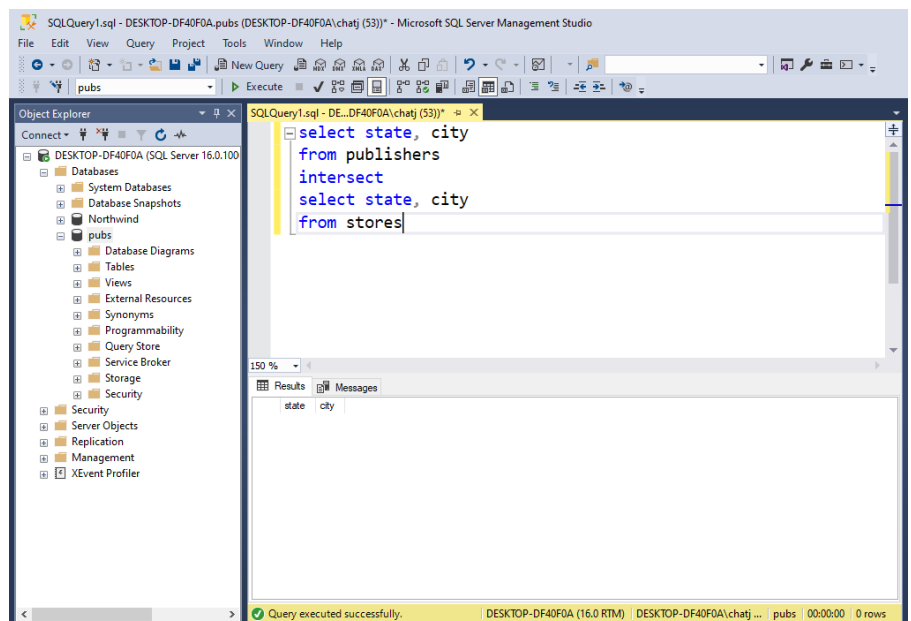 SQLQuery1.sql - DESKTOP-DF40F0A.pubs (DESKTOP-DF40F0A\chatj (53))* - Microsoft SQL Server Management Studio
File Edit View Query Project Tools Window Help
New Query
pubs Execute
Object Explorer
SQLQuery1.sql - DE...DF40F0A\chatj (53))*
Connect
DESKTOP-DF40F0A (SQL Server 16.0.100
Databases
System Databases
Database Snapshots
Northwind
pubs
Database Diagrams
Tables
Views
External Resources
Synonyms
Programmability
Query Store
Service Broker
Storage
Security
Security
Server Objects
Replication
Management
XEvent Profiler
select state, city
from publishers
intersect
select state, city
from stores
150 %
Results Messages
state city
Query executed successfully. DESKTOP-DF40F0A (16.0 RTM) DESKTOP-DF40F0A\chatj ... pubs 00:00:00 0 rows